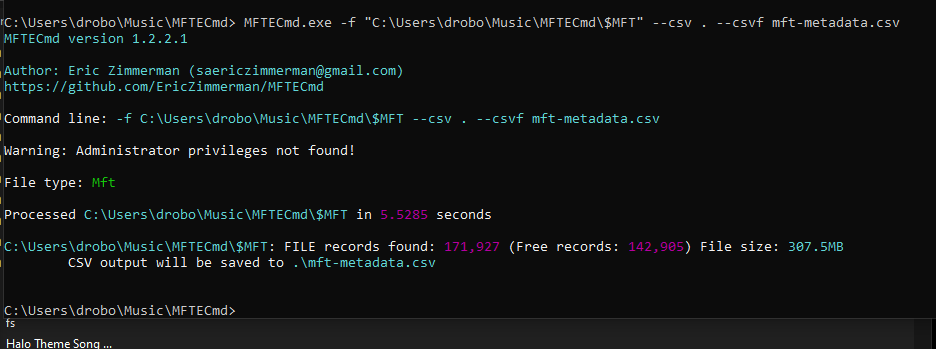 C:\Users\drobo\Music\MFTECmd> MFTECmd.exe -f "C:\Users\drobo\Music\MFTECmd\$MFT" --csv . --csvf mft-metadata.csv
MFTECmd version 1.2.2.1
Author: Eric Zimmerman (saericzimmerman@gmail.com)
https://github.com/EricZimmerman/MFTECmd
Command line: -f C:\Users\drobo\Music\MFTECmd\$MFT --csv . --csvf mft-metadata.csv
Warning: Administrator privileges not found!
File type: Mft
Processed C:\Users\drobo\Music\MFTECmd\$MFT in 5.5285 seconds
C:\Users\drobo\Music\MFTECmd\$MFT: FILE records found: 171,927 (Free records: 142,905) File size: 307.5MB
CSV output will be saved to .\mft-metadata.csv
C:\Users\drobo\Music\MFTECmd>
fs
Halo Theme Song ...